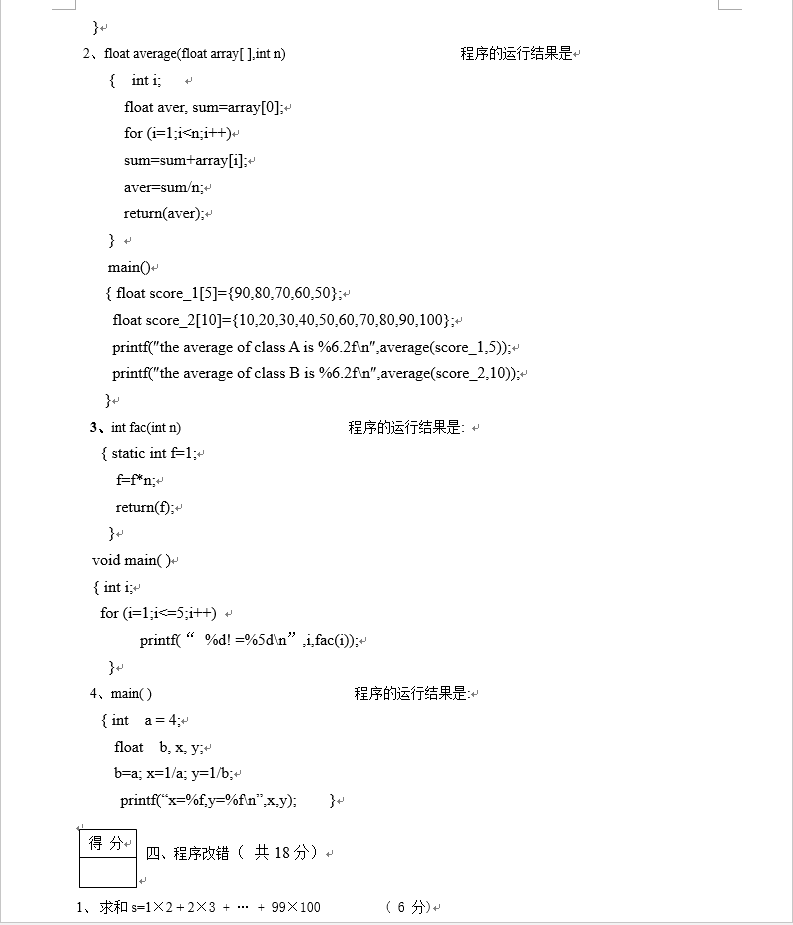 }
2、float average(float array[ ],int n) 程序的运行结果是
{ int i;
float aver, sum=array[0];
for (i=1;i<n;i++)
sum=sum+array[i];
aver=sum/n;
return(aver);
}
main()
{ float score_1[5]={90,80,70,60,50};
float score_2[10]={10,20,30,40,50,60,70,80,90,100};
printf("the average of class A is %6.2f\n",average(score_1,5));
printf("the average of class B is %6.2f\n",average(score_2,10));
}
3、int fac(int n) 程序的运行结果是:
{ static int f=1;
f=f*n;
return(f);
}
void main( )
{ int i;
for (i=1;i<=5;i++)
printf(“ %d! =%5d\n”,i,fac(i));
}
4、main( ) 程序的运行结果是:
{ int a = 4;
float b, x, y;
b=a; x=1/a; y=1/b;
printf(“x=%f,y=%f\n”,x,y); }
得 分
四、程序改错（ 共 18 分）
1、 求和 s=1×2 + 2×3 + … + 99×100 （ 6 分）